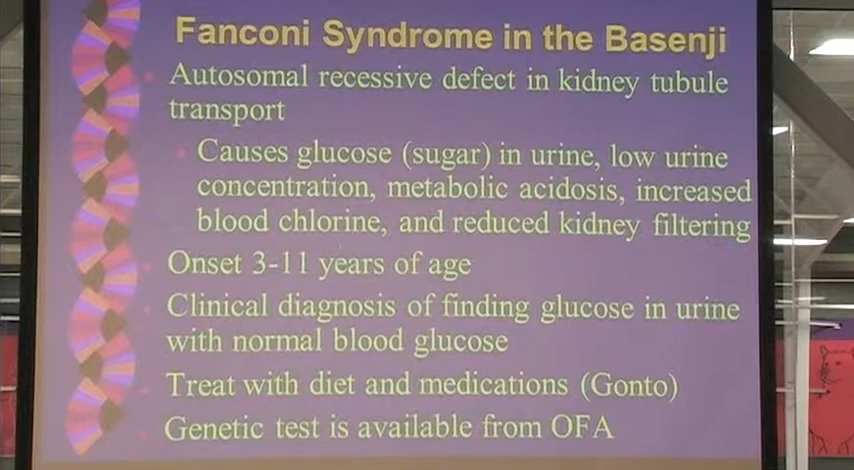 Fanconi Syndrome in the Basenji
Autosomal recessive defect in kidney tubule
transport
Causes glucose (sugar) in urine, low urine
concentration, metabolic acidosis, increased
blood chlorine, and reduced kidney filtering
Onset 3-11 years of age
Clinical diagnosis of finding glucose in urine
with normal blood glucose
Treat with diet and medications (Gonto)
Genetic test is available from OFA